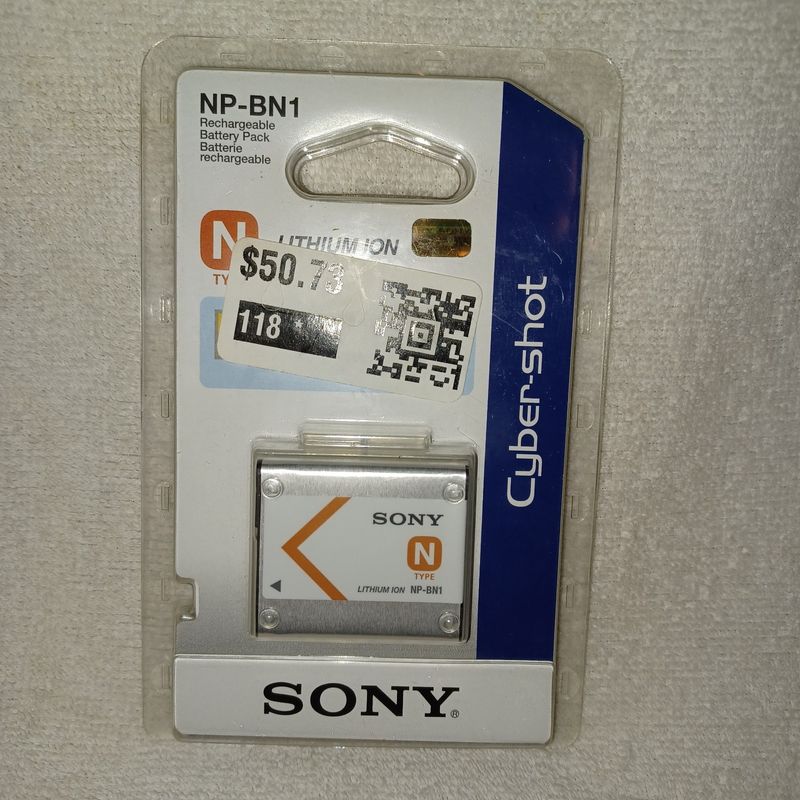 NP-BN1
Rechargeable
Battery Pack
Batterie
rechargeable
N
LITHIUM ION
TY
$50.73
118 *
Cyber-shot
SONY
N
TYPE
LITHIUM ION NP-BN1
SONY®